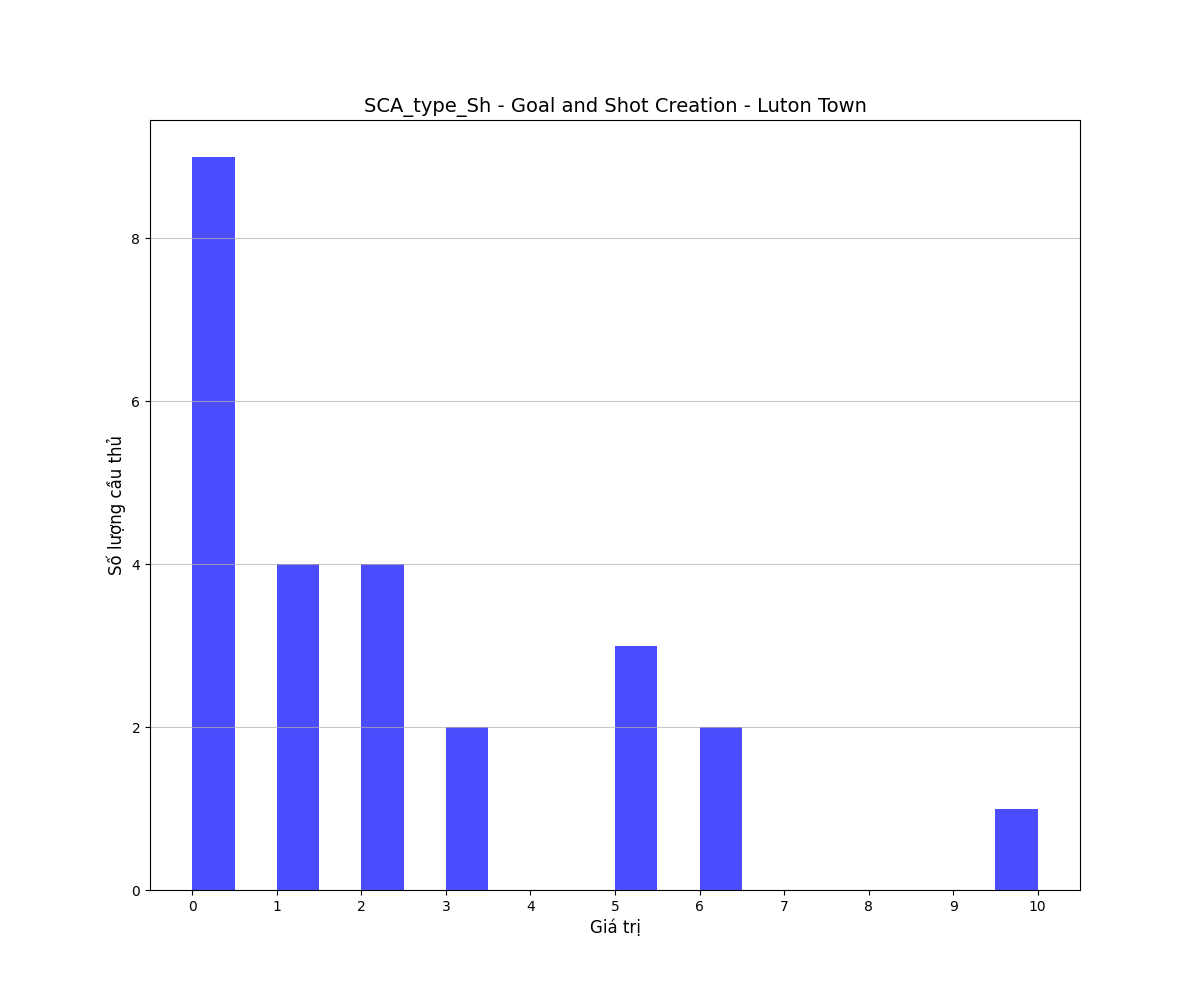 SCA_type_Sh - Goal and Shot Creation - Luton Town
Số lượng cầu thủ
8
6
4
2
0
0 1 2 3 4 5 6 7 8 9 10
Giá trị